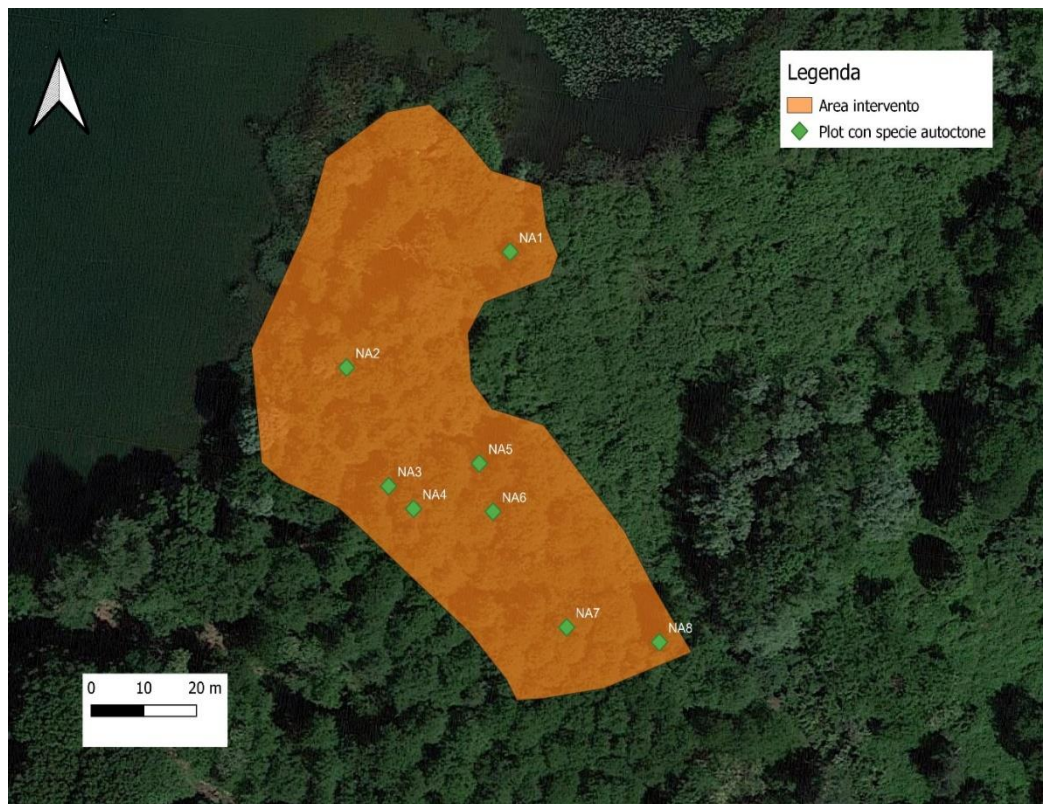 Legenda
Area intervento
Plot con specie autoctone
NA1
NA2
NA5
NA3
NA4
NA6
NA7
NA8
0 10 20 m